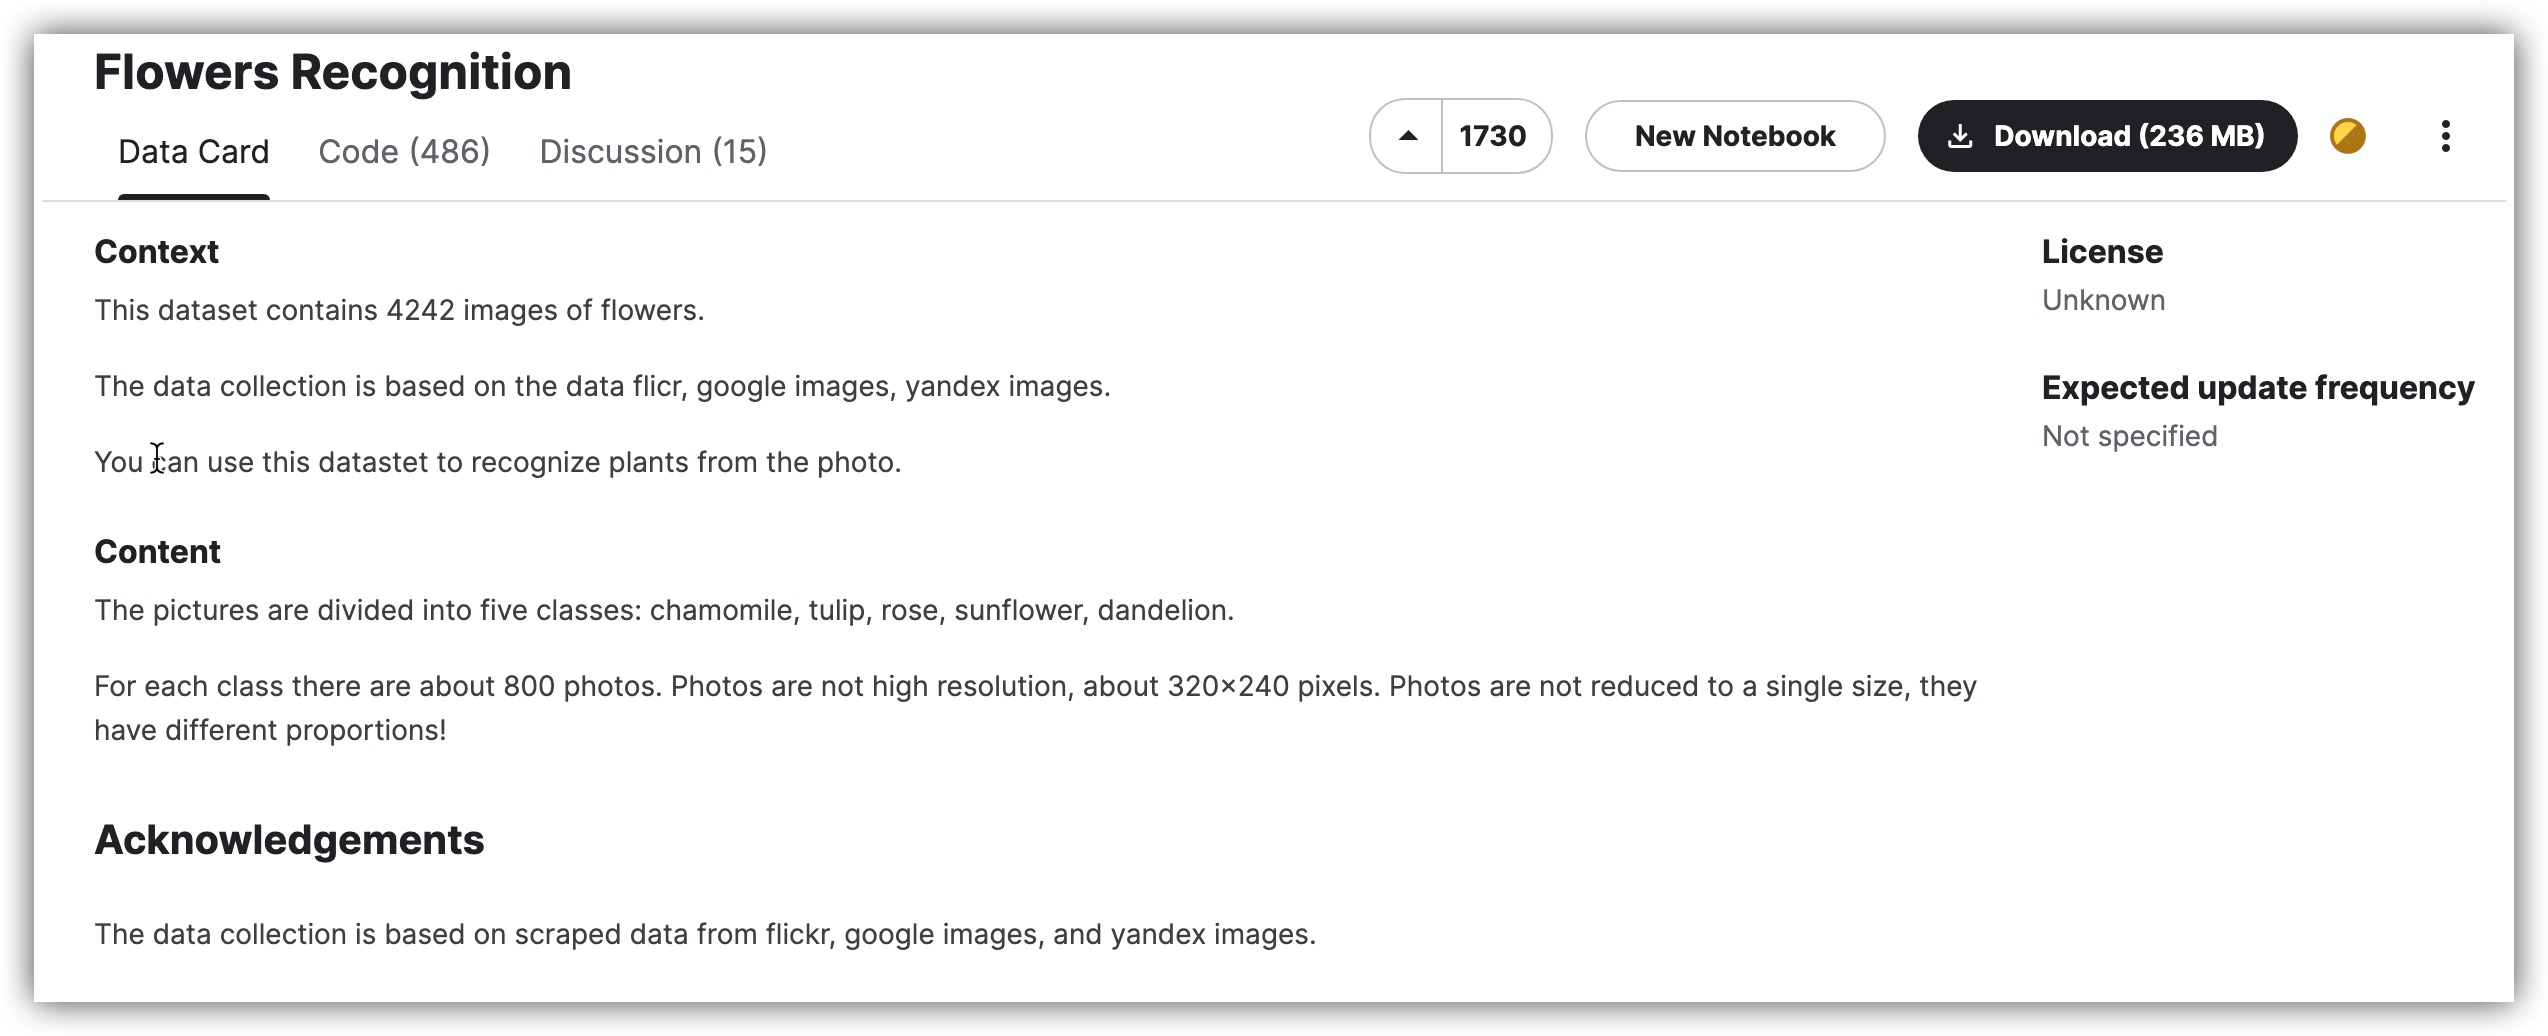 Flowers Recognition
Data Card Code (486) Discussion (15)
1730 New Notebook Download (236 MB)
Context
This dataset contains 4242 images of flowers.
The data collection is based on the data flicr, google images, yandex images.
You can use this datastet to recognize plants from the photo.
Content
The pictures are divided into five classes: chamomile, tulip, rose, sunflower, dandelion.
For each class there are about 800 photos. Photos are not high resolution, about 320×240 pixels. Photos are not reduced to a single size, they
have different proportions!
Acknowledgements
The data collection is based on scraped data from flickr, google images, and yandex images.
License
Unknown
Expected update frequency
Not specified